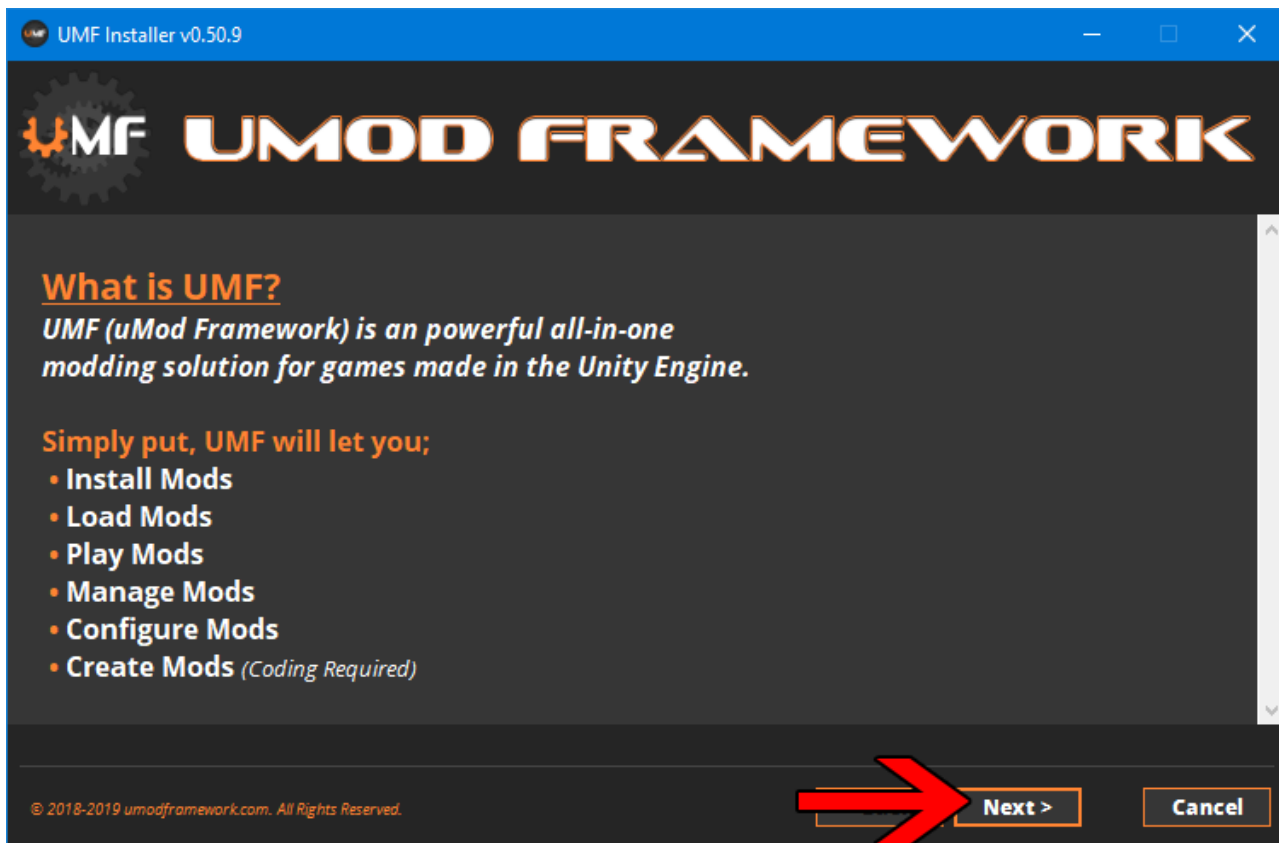 UMF Installer v0.50.9
UMF UMOD FRAMEWORK
What is UMF?
UMF (uMod Framework) is an powerful all-in-one
modding solution for games made in the Unity Engine.
Simply put, UMF will let you;
• Install Mods
• Load Mods
• Play Mods
• Manage Mods
• Configure Mods
• Create Mods (Coding Required)
© 2018-2019 umodframework.com. All Rights Reserved.
Next >
Cancel